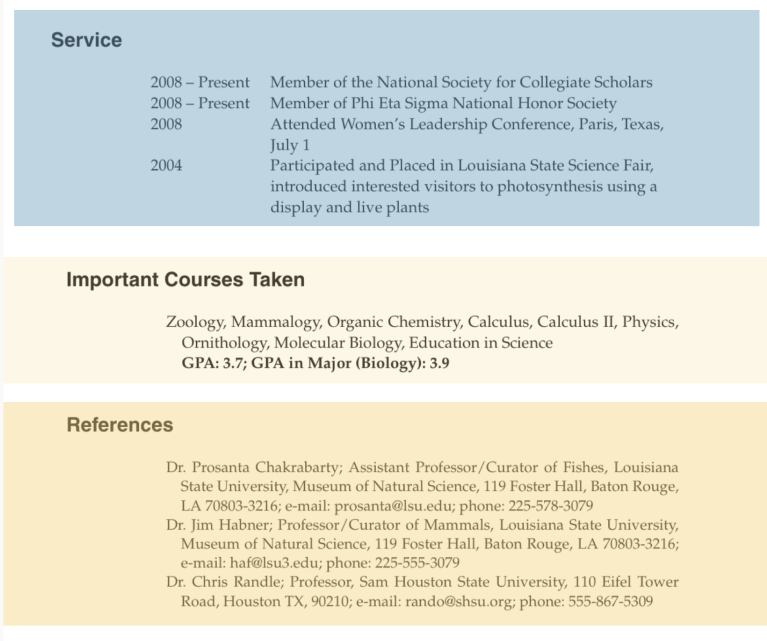 Service
2008 – Present Member of the National Society for Collegiate Scholars
2008 – Present Member of Phi Eta Sigma National Honor Society
2008 Attended Women’s Leadership Conference, Paris, Texas,
July 1
2004 Participated and Placed in Louisiana State Science Fair,
introduced interested visitors to photosynthesis using a
display and live plants
Important Courses Taken
Zoology, Mammalogy, Organic Chemistry, Calculus, Calculus II, Physics,
Ornithology, Molecular Biology, Education in Science
GPA: 3.7; GPA in Major (Biology): 3.9
References
Dr. Prosanta Chakrabarty; Assistant Professor/Curator of Fishes, Louisiana
State University, Museum of Natural Science, 119 Foster Hall, Baton Rouge,
LA 70803-3216; e-mail: prosanta@lsu.edu; phone: 225-578-3079
Dr. Jim Habner; Professor/Curator of Mammals, Louisiana State University,
Museum of Natural Science, 119 Foster Hall, Baton Rouge, LA 70803-3216;
e-mail: haf@lsu3.edu; phone: 225-555-3079
Dr. Chris Randle; Professor, Sam Houston State University, 110 Eifel Tower
Road, Houston TX, 90210; e-mail: rando@shsu.org; phone: 555-867-5309